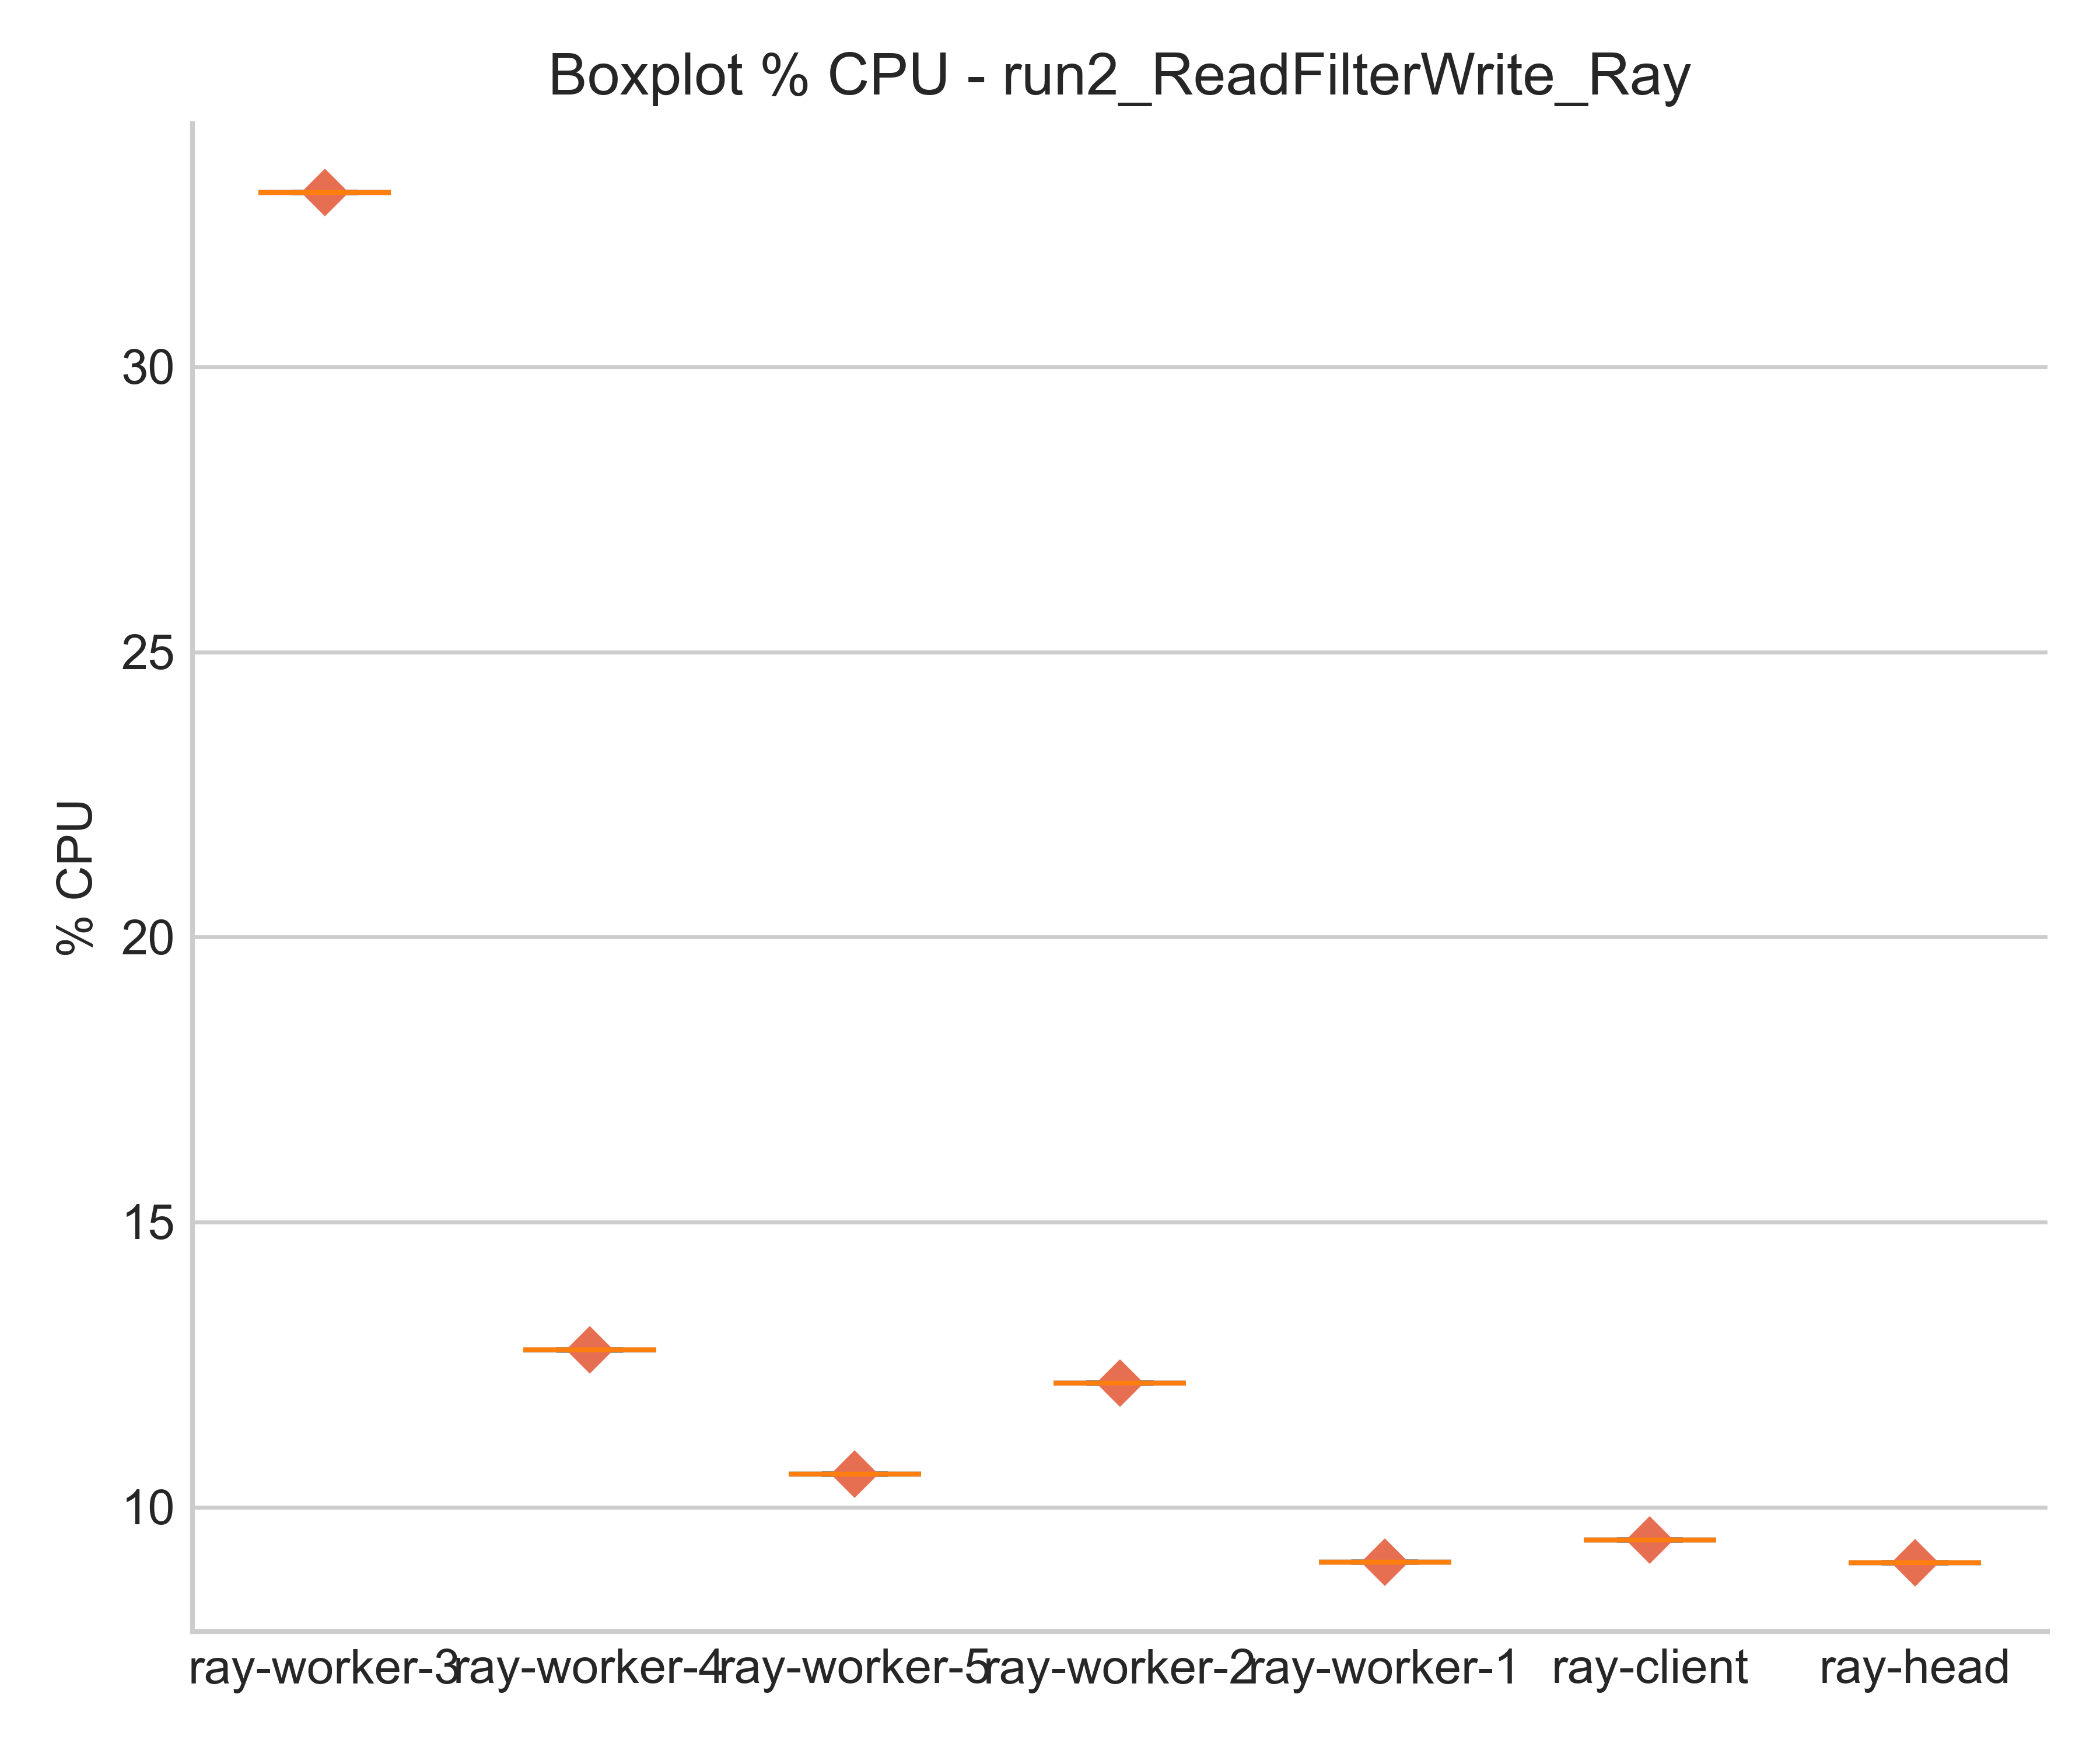 Boxplot % CPU - run2_ReadFilterWrite_Ray
% CPU
30
25
20
15
10
ray-worker-3 ray-worker-4 ray-worker-5 ray-worker-2 ray-worker-1 ray-client ray-head